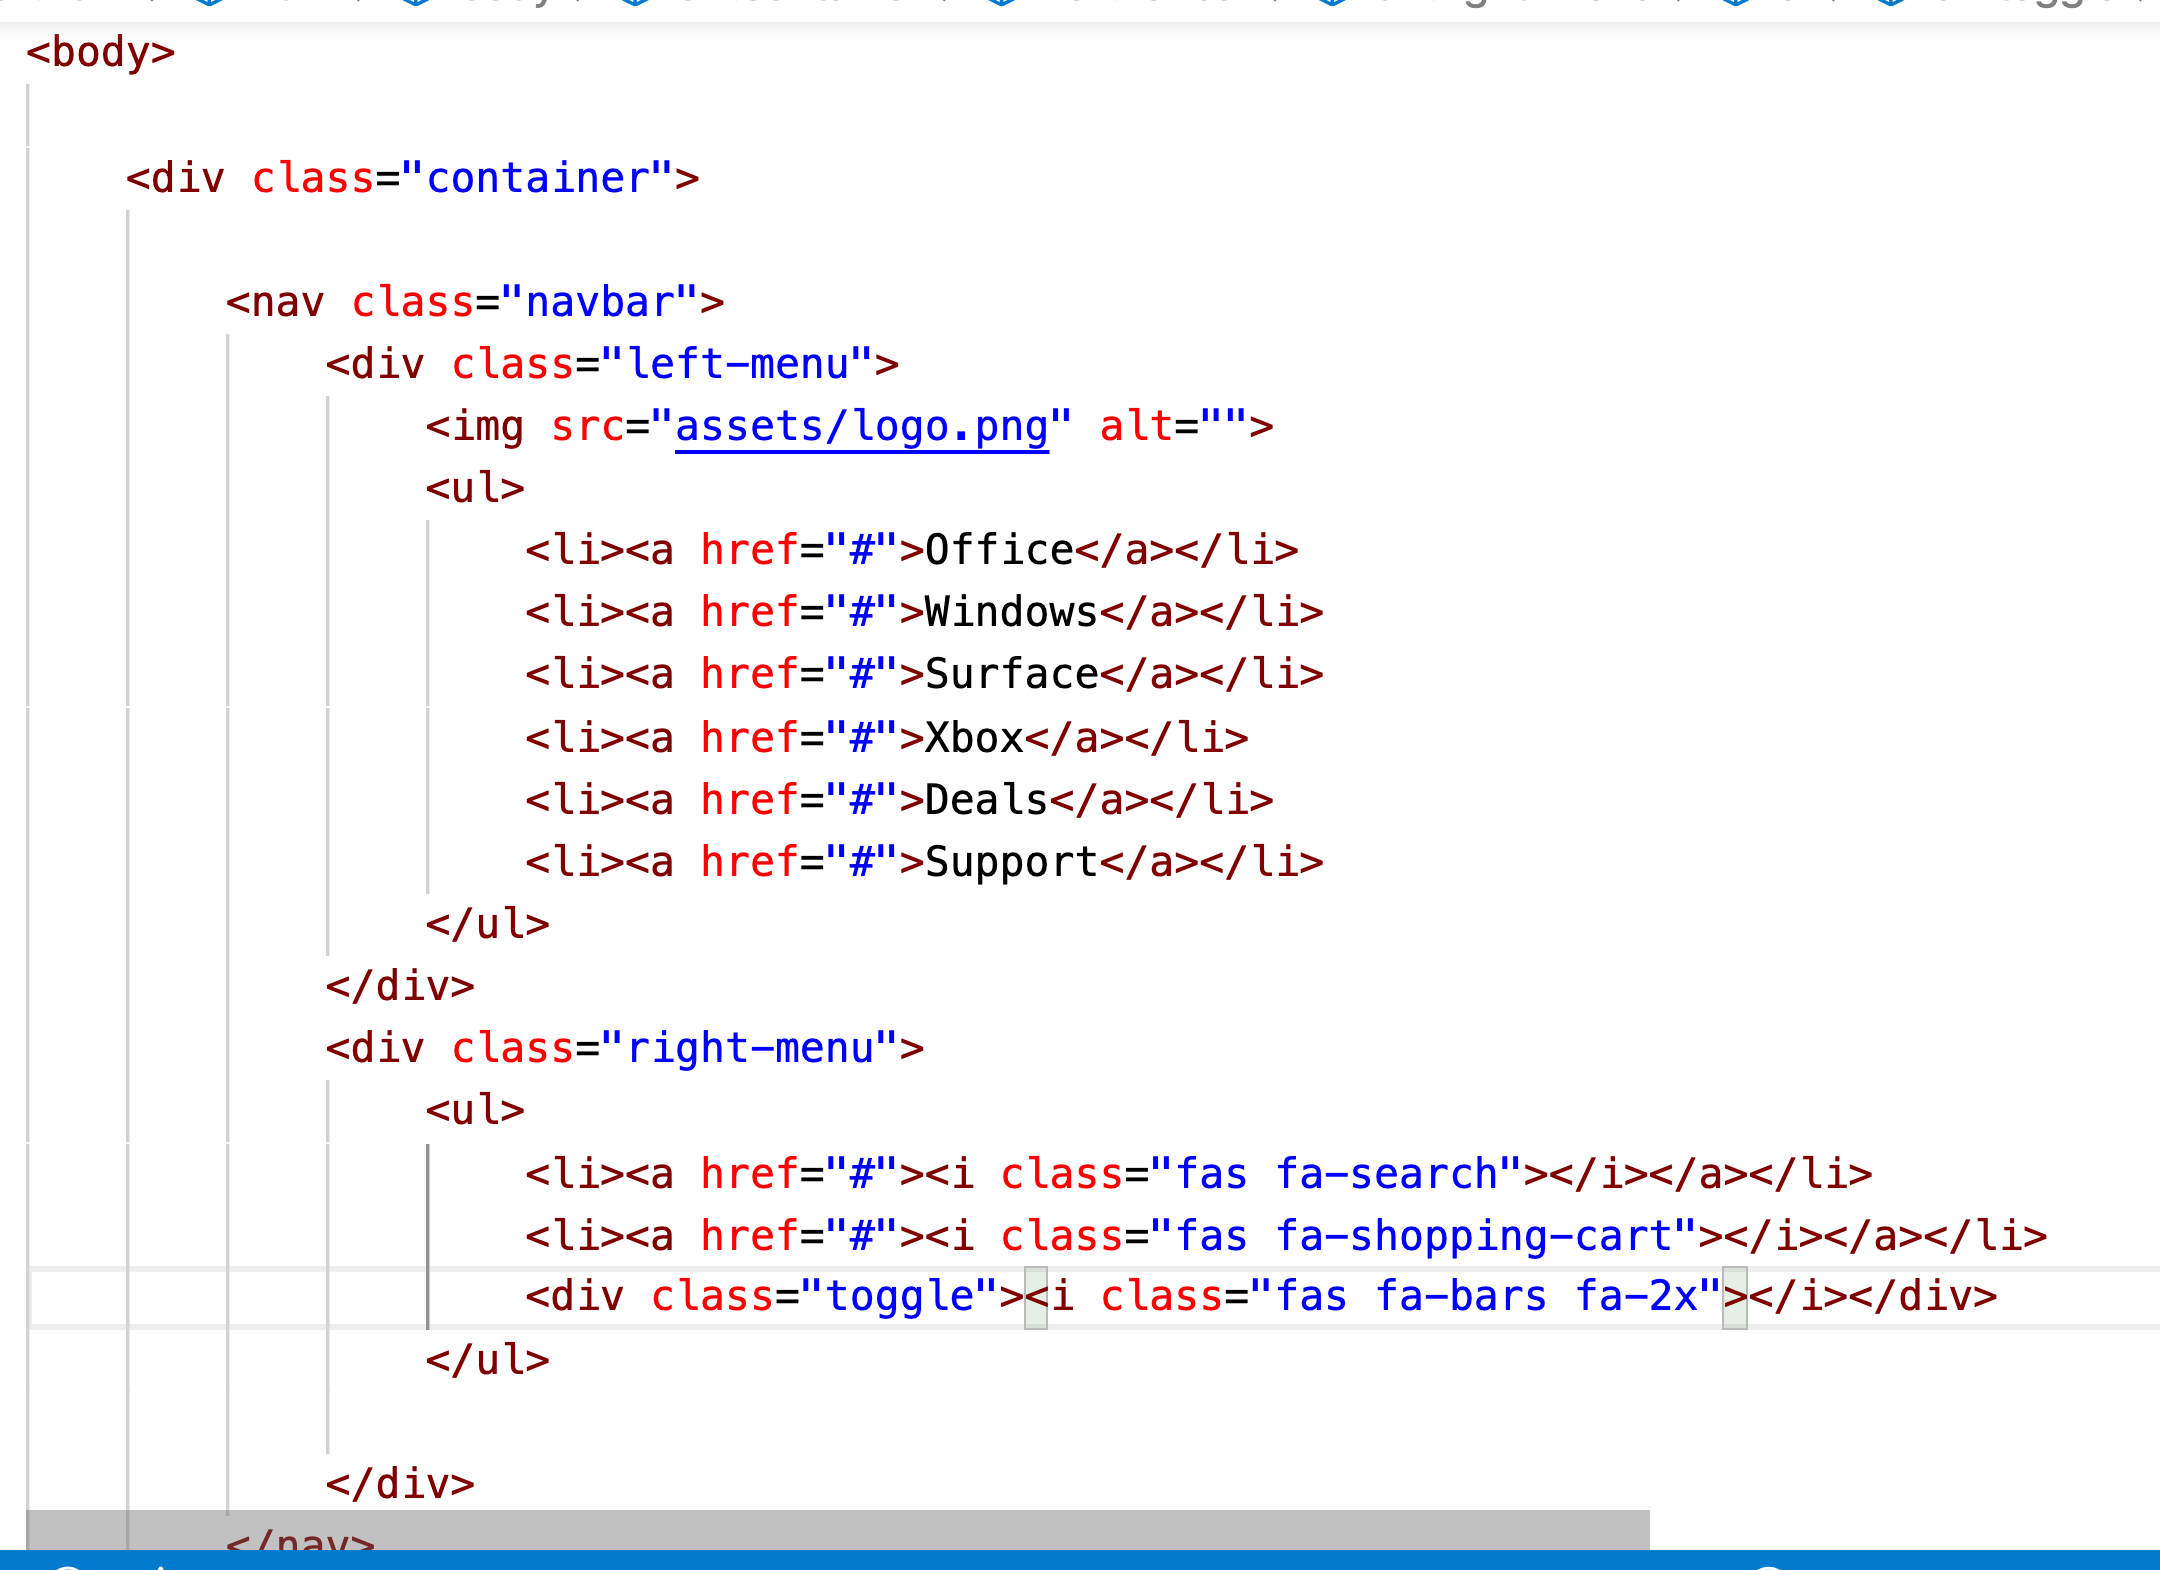 <body>
<div class="container">
<nav class="navbar">
<div class="left-menu">
<img src="assets/logo.png" alt="">
<ul>
<li><a href="#">Office</a></li>
<li><a href="#">Windows</a></li>
<li><a href="#">Surface</a></li>
<li><a href="#">Xbox</a></li>
<li><a href="#">Deals</a></li>
<li><a href="#">Support</a></li>
</ul>
</div>
<div class="right-menu">
<ul>
<li><a href="#"><i class="fas fa-search"></i></a></li>
<li><a href="#"><i class="fas fa-shopping-cart"></i></a></li>
<div class="toggle"><i class="fas fa-bars fa-2x"></i></div>
</ul>
</div>
</nav>